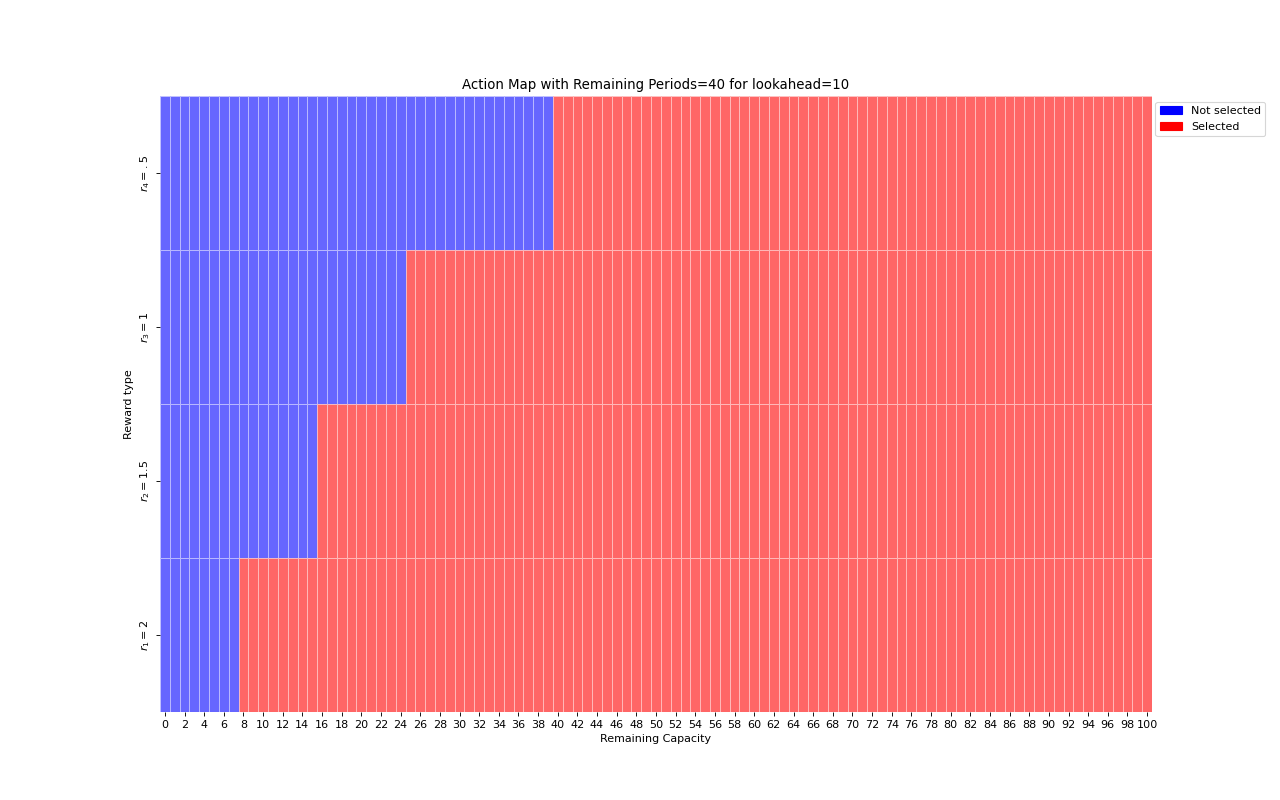 Action Map with Remaining Periods=40 for lookahead=10
Not selected
Selected
r₄ = .5
r₃ = 1
r₂ = 1.5
r₁ = 2
Reward type
0 2 4 6 8 10 12 14 16 18 20 22 24 26 28 30 32 34 36 38 40 42 44 46 48 50 52 54 56 58 60 62 64 66 68 70 72 74 76 78 80 82 84 86 88 90 92 94 96 98 100
Remaining Capacity